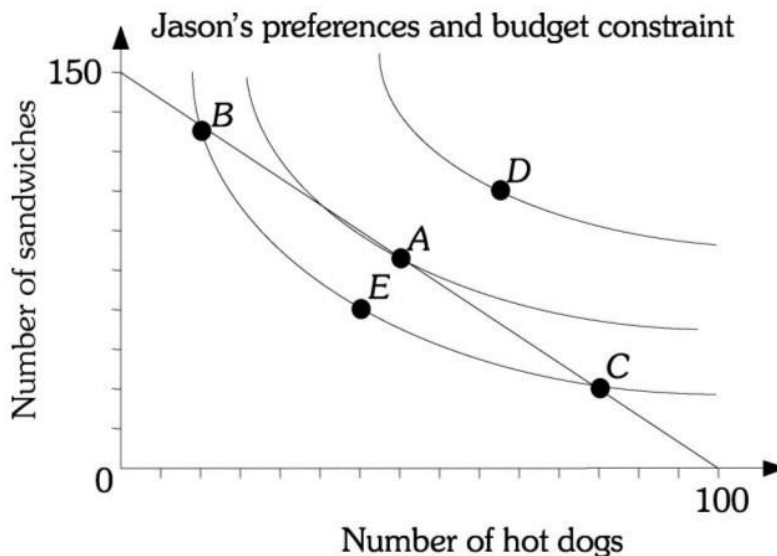 Jason's preferences and budget constraint
150
B
D
A
E
C
Number of sandwiches
0
100
Number of hot dogs